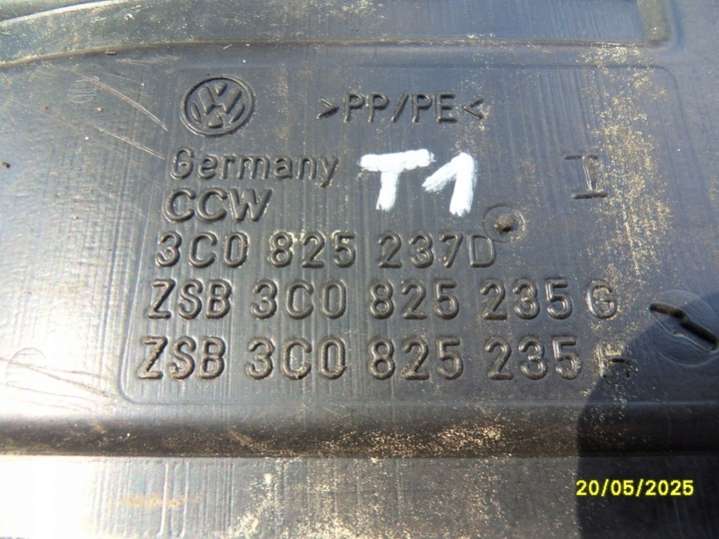 VW >PP/PE<
Germany T1 I
CCW
3C0 825 237D
ZSB 3C0 825 235 G
ZSB 3C0 825 235
20/05/2025